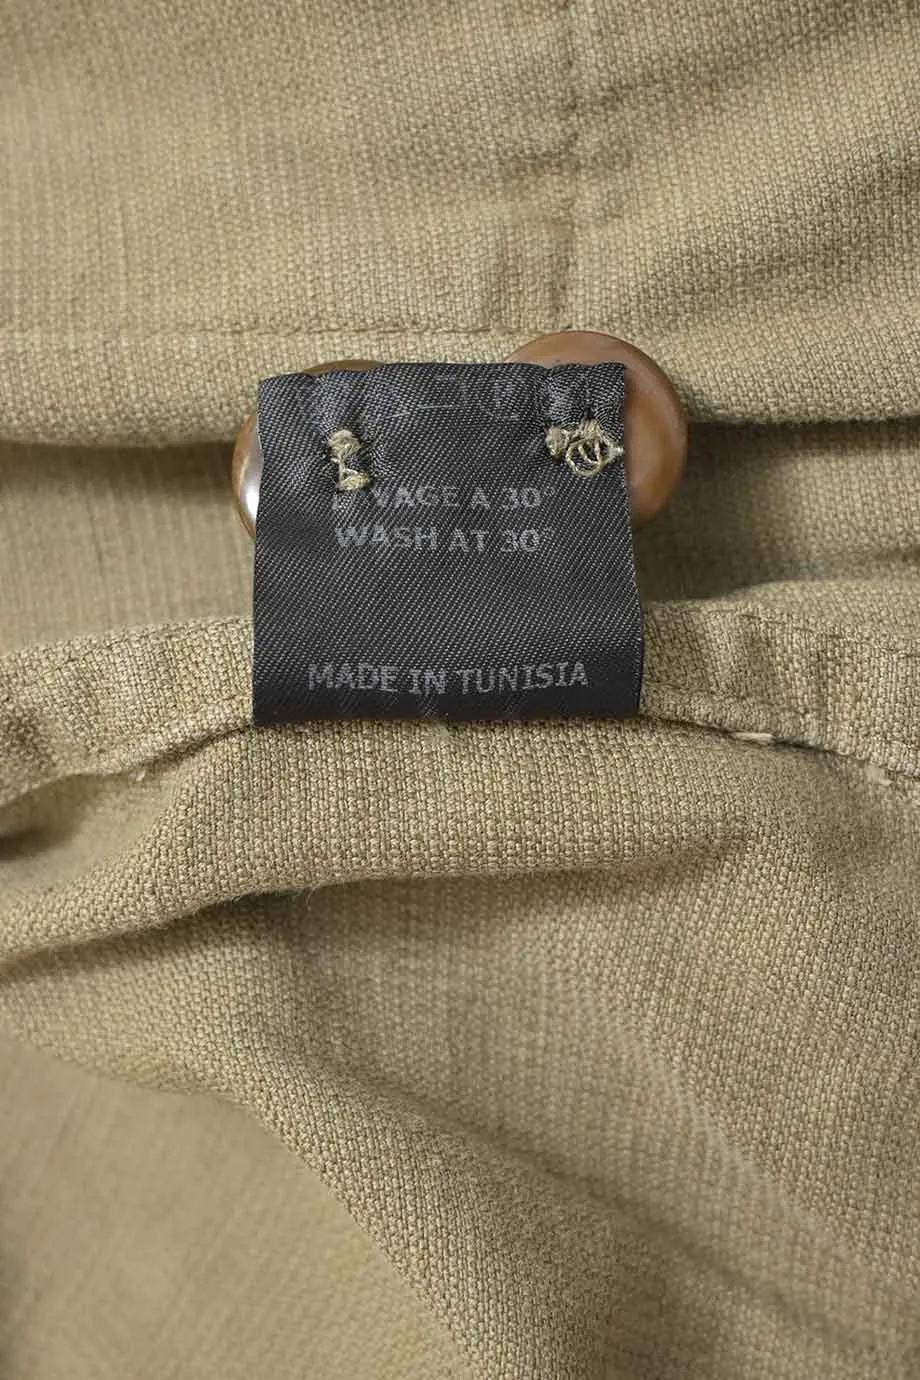 VAGE A 30°
WASH AT 30°
MADE IN TUNISIA